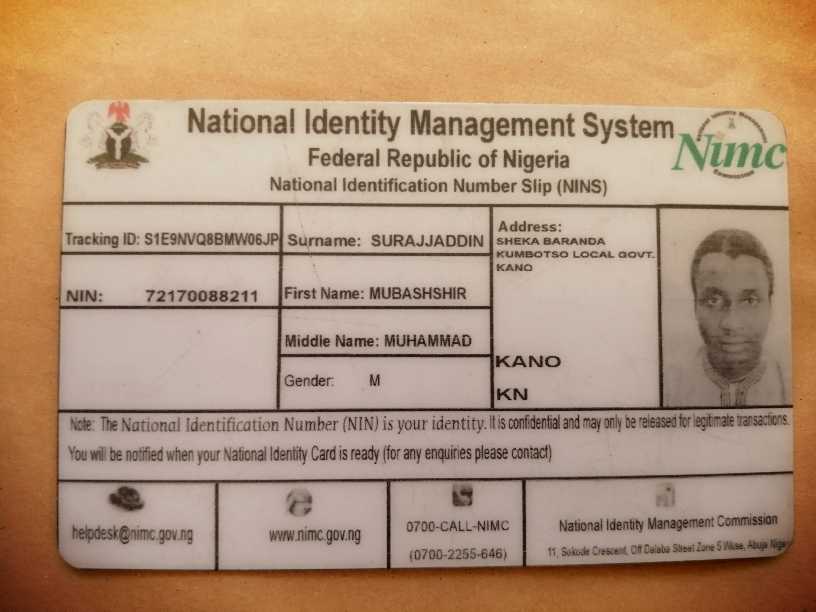 National Identity Management System
Federal Republic of Nigeria
National Identification Number Slip (NINS)
National Identity Management
Nimc
Commission
Tracking ID: S1E9NVQ8BMW06JP
Surname: SURAJJADDIN
Address:
SHEKA BARANDA
KUMBOTSO LOCAL GOVT.
KANO
NIN: 72170088211
First Name: MUBASHSHIR
Middle Name: MUHAMMAD
KANO
Gender: M
KN
Note: The National Identification Number (NIN) is your identity. It is confidential and may only be released for legitimate transactions.
You will be notified when your National Identity Card is ready (for any enquiries please contact)
helpdesk@nimc.gov.ng
www.nimc.gov.ng
0700-CALL-NIMC
(0700-2255-646)
National Identity Management Commission
11, Sokode Crescent, Off Dalaba Street Zone 5 Wuse, Abuja Nige